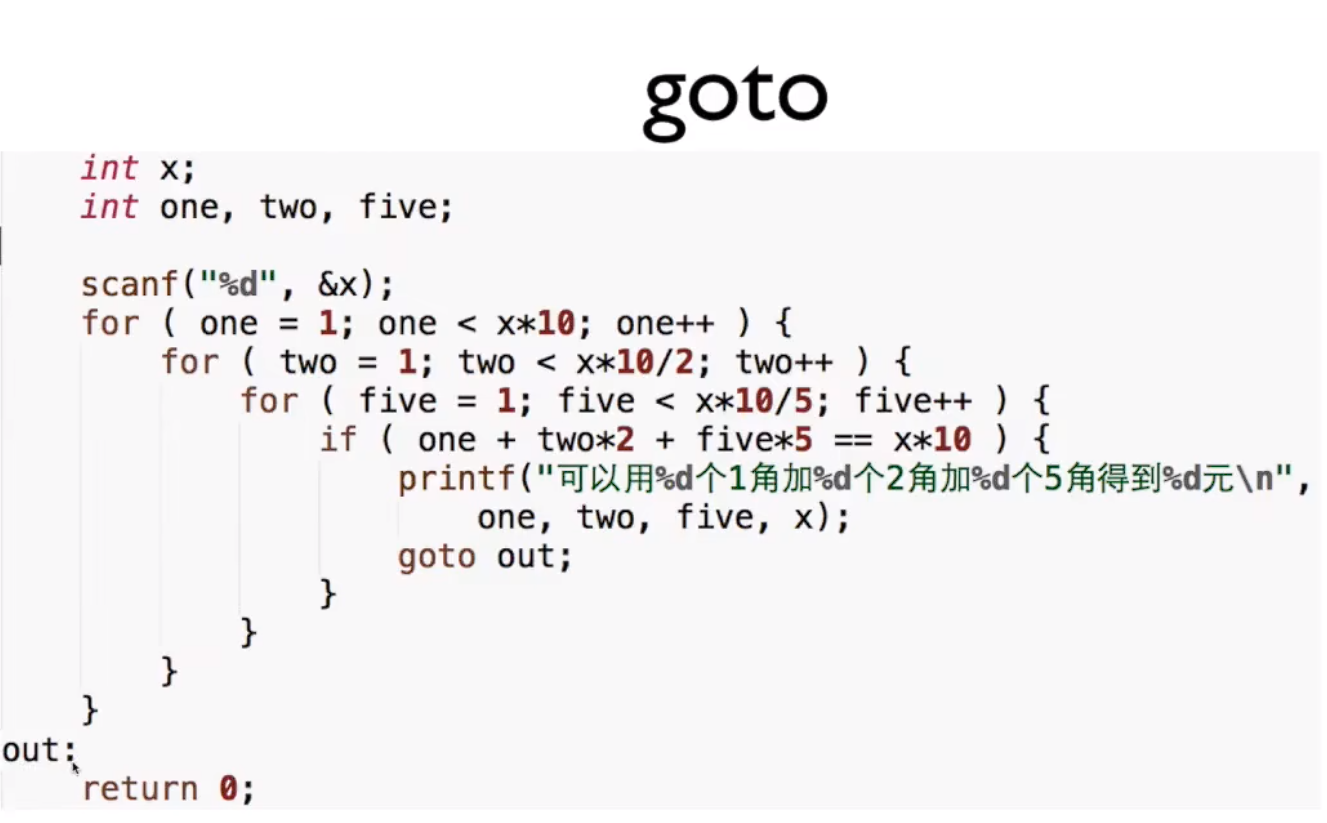 goto
int x;
int one, two, five;
scanf("%d", &x);
for ( one = 1; one < x*10; one++ ) {
for ( two = 1; two < x*10/2; two++ ) {
for ( five = 1; five < x*10/5; five++ ) {
if ( one + two*2 + five*5 == x*10 ) {
printf("可以用%d个1角加%d个2角加%d个5角得到%d元\n",
one, two, five, x);
goto out;
}
}
}
}
out:
return 0;